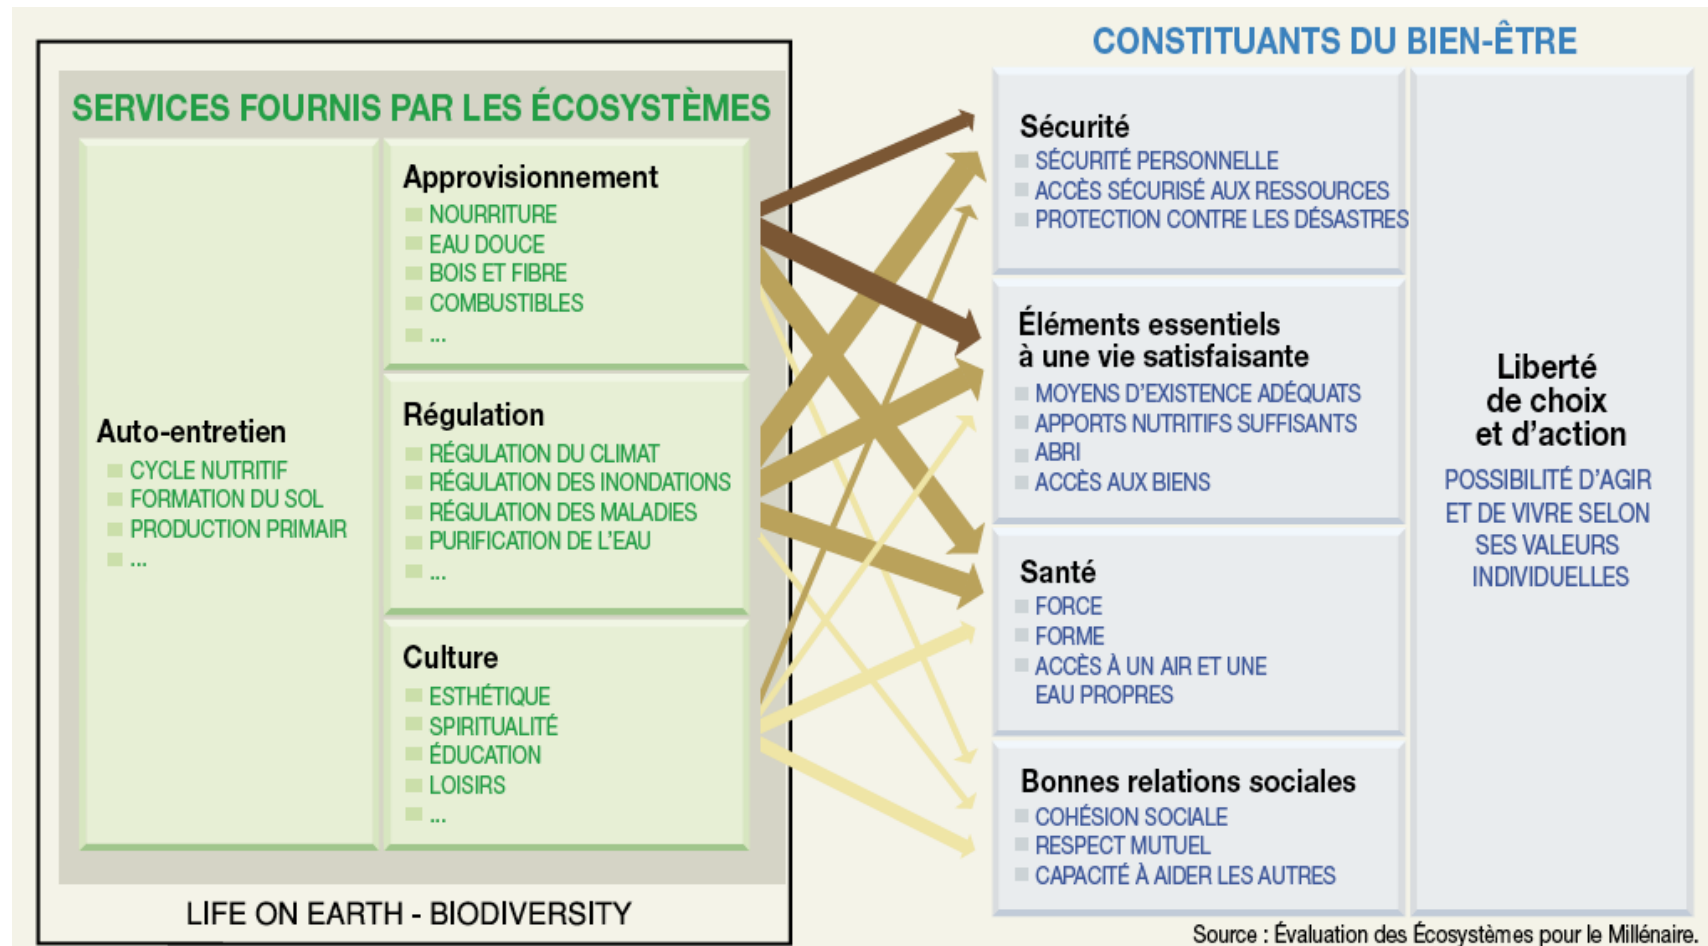 SERVICES FOURNIS PAR LES ÉCOSYSTÈMES
Auto-entretien
CYCLE NUTRITIF
FORMATION DU SOL
PRODUCTION PRIMAIR
...
Approvisionnement
NOURRITURE
EAU DOUCE
BOIS ET FIBRE
COMBUSTIBLES
...
Régulation
RÉGULATION DU CLIMAT
RÉGULATION DES INONDATIONS
RÉGULATION DES MALADIES
PURIFICATION DE L'EAU
...
Culture
ESTHÉTIQUE
SPIRITUALITÉ
ÉDUCATION
LOISIRS
...
LIFE ON EARTH - BIODIVERSITY
CONSTITUANTS DU BIEN-ÊTRE
Sécurité
SÉCURITÉ PERSONNELLE
ACCÈS SÉCURISÉ AUX RESSOURCES
PROTECTION CONTRE LES DÉSASTRES
Éléments essentiels
à une vie satisfaisante
MOYENS D'EXISTENCE ADÉQUATS
APPORTS NUTRITIFS SUFFISANTS
ABRI
ACCÈS AUX BIENS
Santé
FORCE
FORME
ACCÈS À UN AIR ET UNE
EAU PROPRES
Bonnes relations sociales
COHÉSION SOCIALE
RESPECT MUTUEL
CAPACITÉ À AIDER LES AUTRES
Liberté
de choix
et d'action
POSSIBILITÉ D'AGIR
ET DE VIVRE SELON
SES VALEURS
INDIVIDUELLES
Source : Évaluation des Écosystèmes pour le Millénaire.